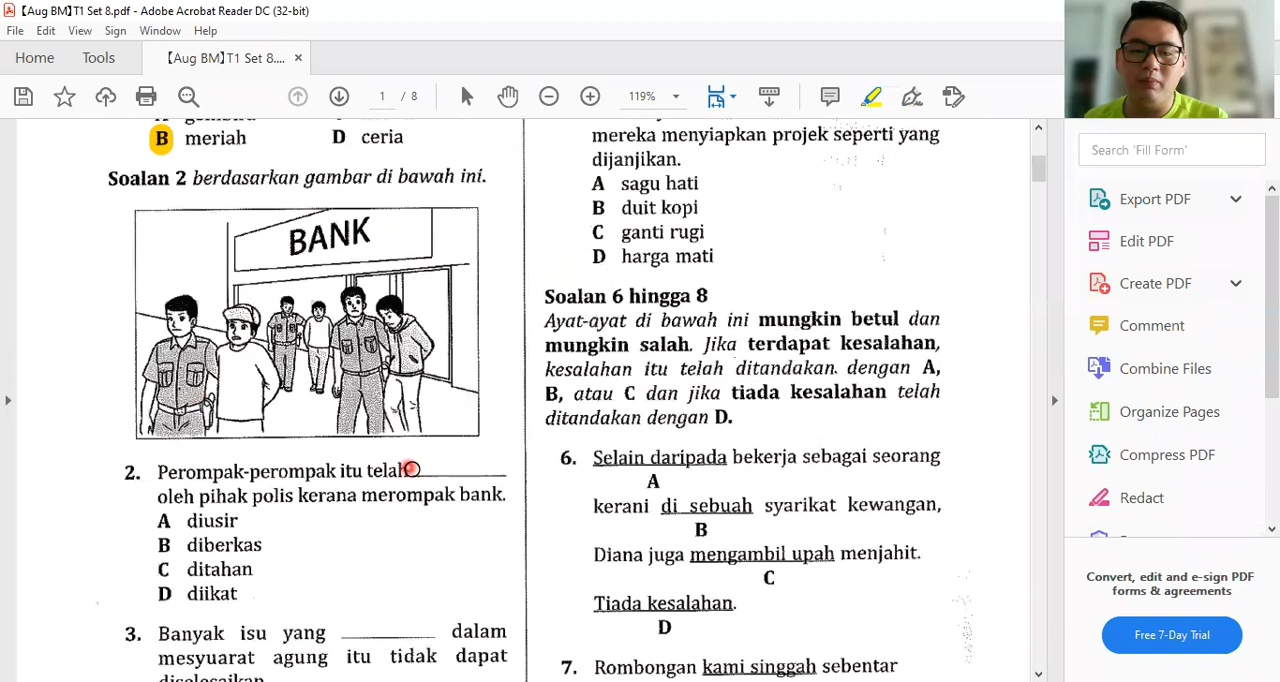 【Aug BM】T1 Set 8.pdf - Adobe Acrobat Reader DC (32-bit)
File Edit View Sign Window Help
Home Tools 【Aug BM】T1 Set 8.... ×
1 / 8 119%
B meriah D ceria
Soalan 2 berdasarkan gambar di bawah ini.
BANK
2. Perompak-perompak itu telah ________
oleh pihak polis kerana merompak bank.
A diusir
B diberkas
C ditahan
D diikat
3. Banyak isu yang ________ dalam
mesyuarat agung itu tidak dapat
diselesaikan
mereka menyiapkan projek seperti yang
dijanjikan.
A sagu hati
B duit kopi
C ganti rugi
D harga mati
Soalan 6 hingga 8
Ayat-ayat di bawah ini mungkin betul dan
mungkin salah. Jika terdapat kesalahan,
kesalahan itu telah ditandakan dengan A,
B, atau C dan jika tiada kesalahan telah
ditandakan dengan D.
6. Selain daripada bekerja sebagai seorang
A
kerani di sebuah syarikat kewangan,
B
Diana juga mengambil upah menjahit.
C
Tiada kesalahan.
D
7. Rombongan kami singgah sebentar
Search 'Fill Form'
Export PDF
Edit PDF
Create PDF
Comment
Combine Files
Organize Pages
Compress PDF
Redact
Convert, edit and e-sign PDF
forms & agreements
Free 7-Day Trial